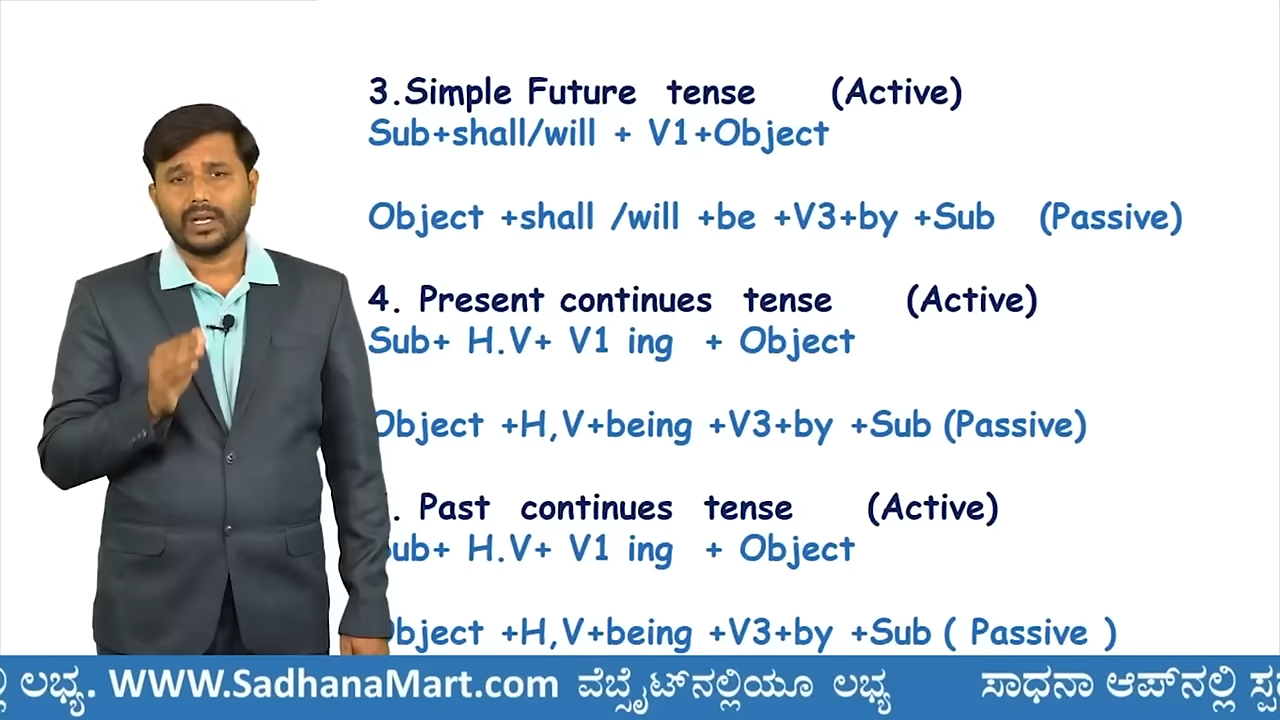 3.Simple Future tense (Active)
Sub+shall/will + V1+Object
Object +shall /will +be +V3+by +Sub (Passive)
4. Present continues tense (Active)
Sub+ H.V+ V1 ing + Object
Object +H,V+being +V3+by +Sub (Passive)
. Past continues tense (Active)
Sub+ H.V+ V1 ing + Object
Object +H,V+being +V3+by +Sub ( Passive )
ಲಭ್ಯ. WWW.SadhanaMart.com ವೆಬ್ಸೈಟ್‌ನಲ್ಲಿಯೂ ಲಭ್ಯ ಸಾಧನಾ ಆಪ್‌ನಲ್ಲಿ